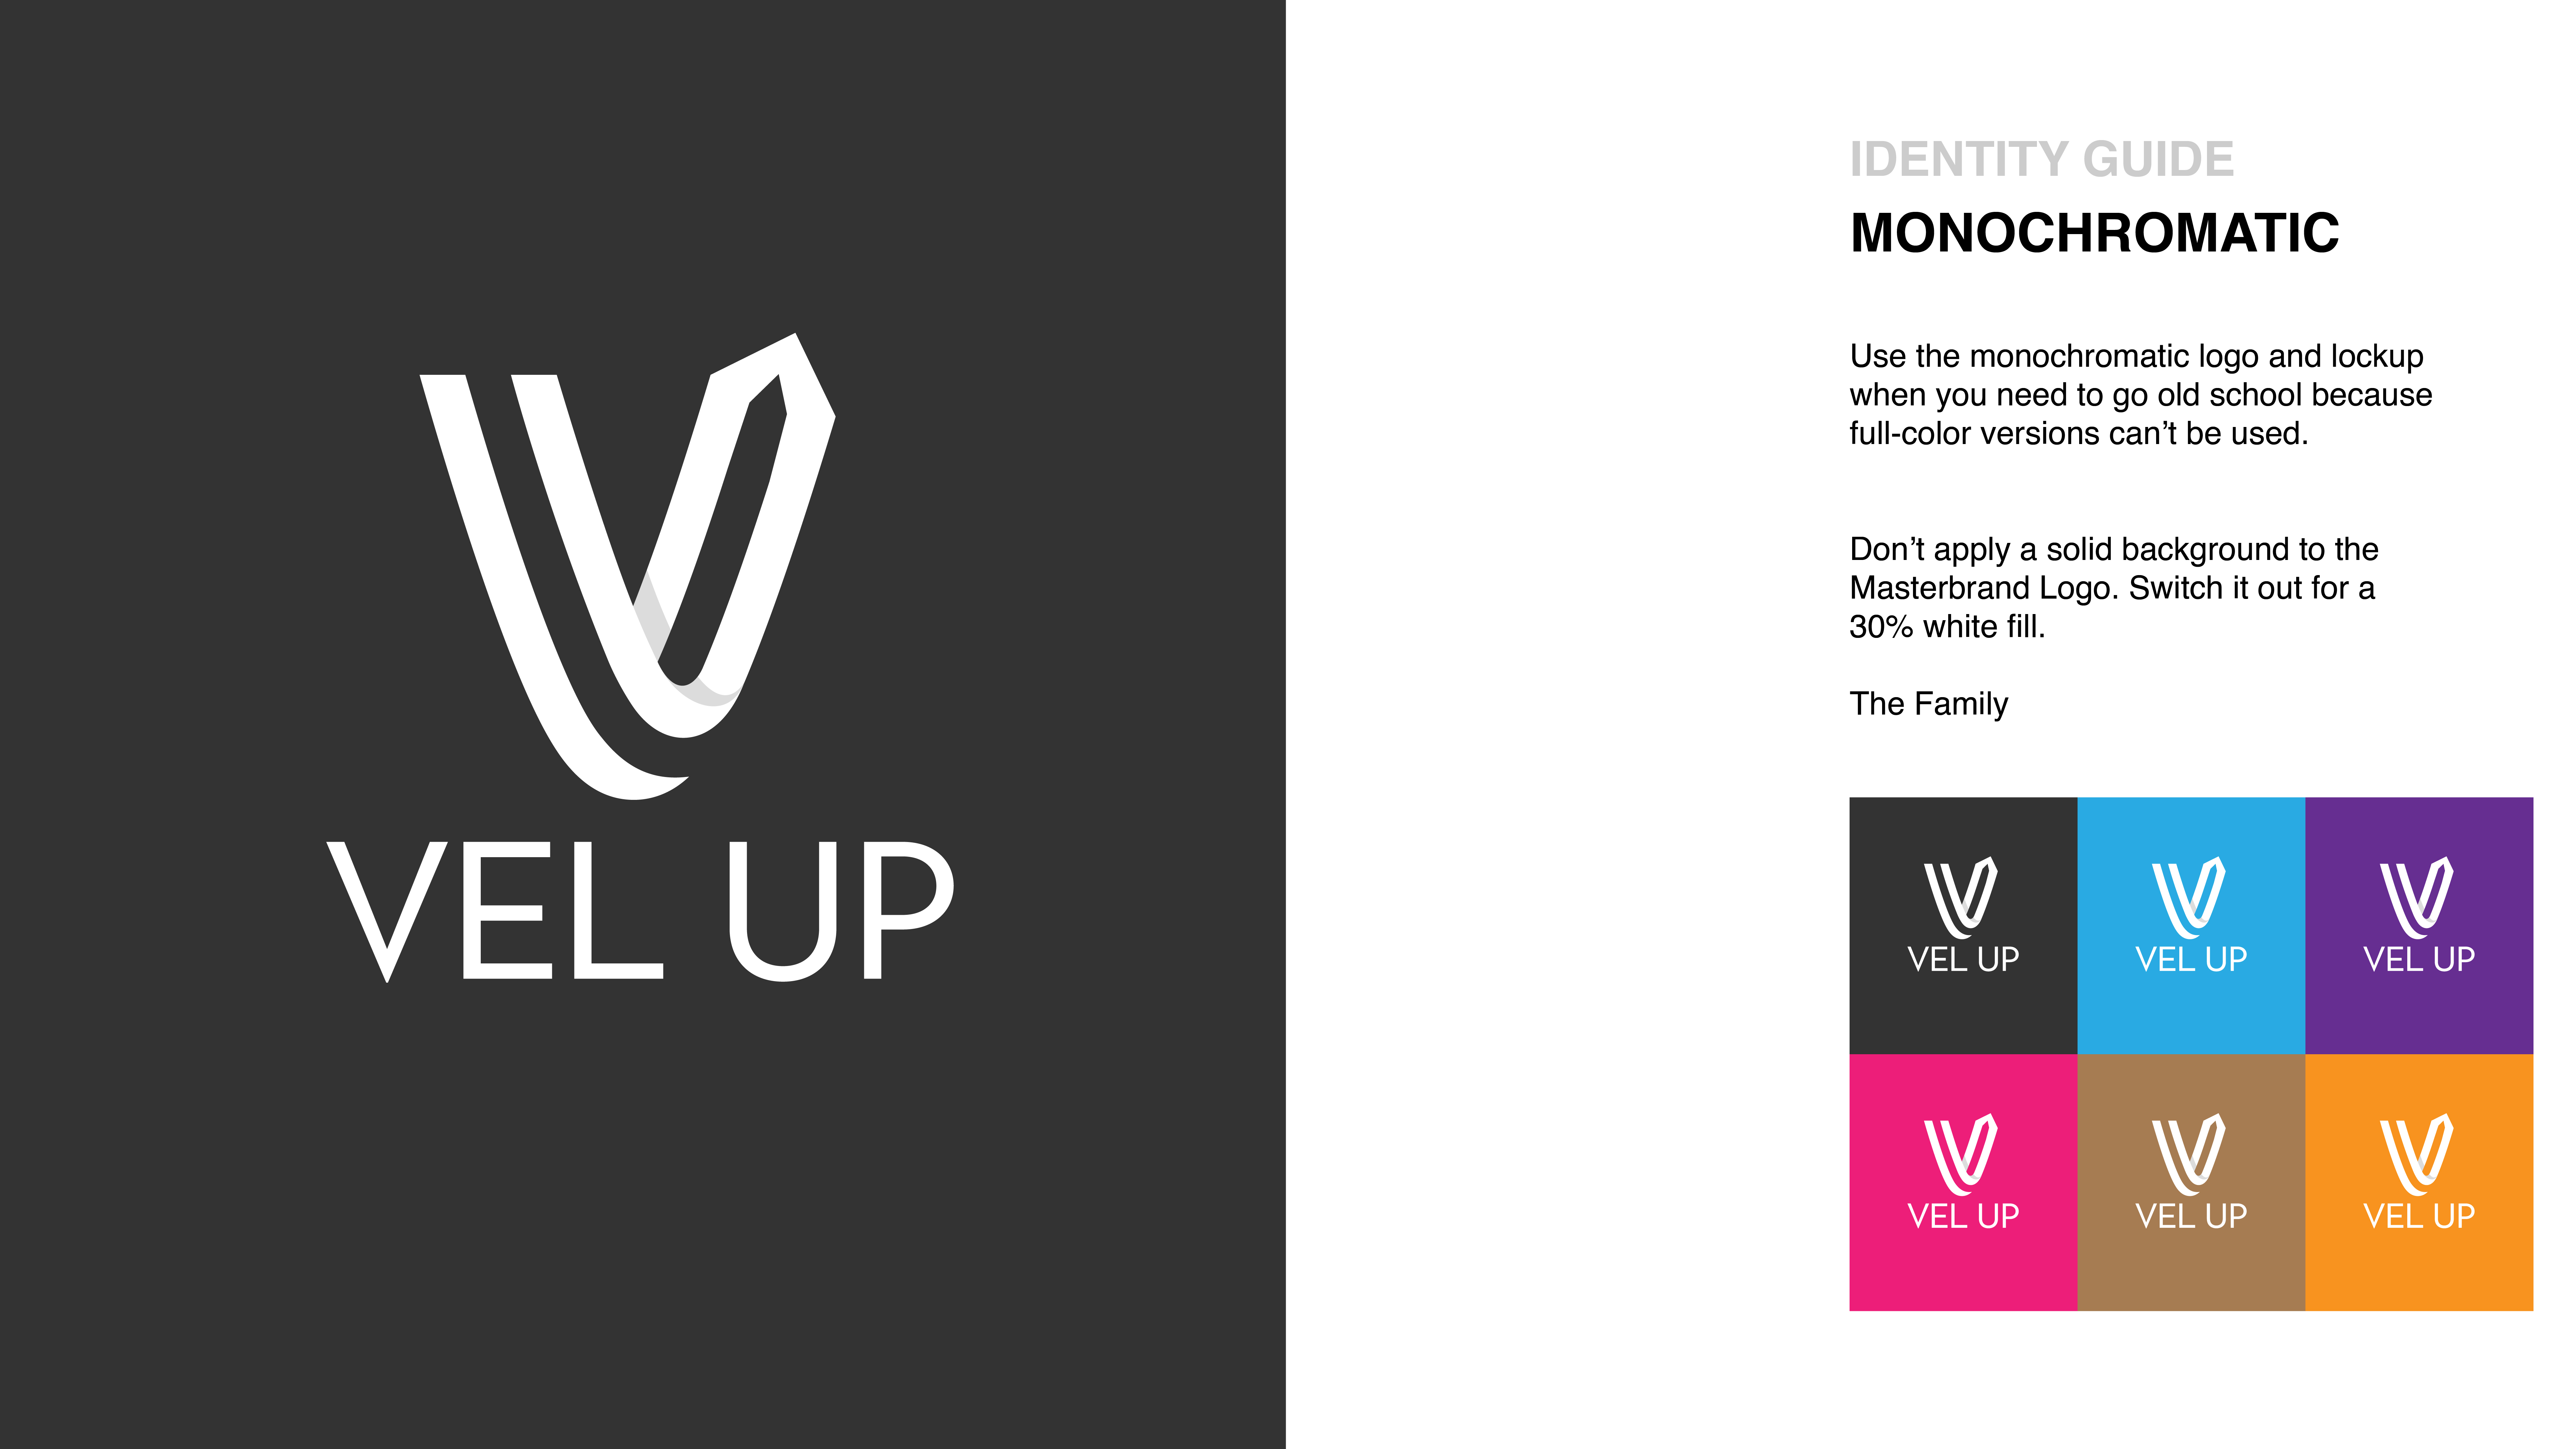 VEL UP
IDENTITY GUIDE
MONOCHROMATIC
Use the monochromatic logo and lockup
when you need to go old school because
full-color versions can’t be used.
Don’t apply a solid background to the
Masterbrand Logo. Switch it out for a
30% white fill.
The Family
VEL UP
VEL UP
VEL UP
VEL UP
VEL UP
VEL UP